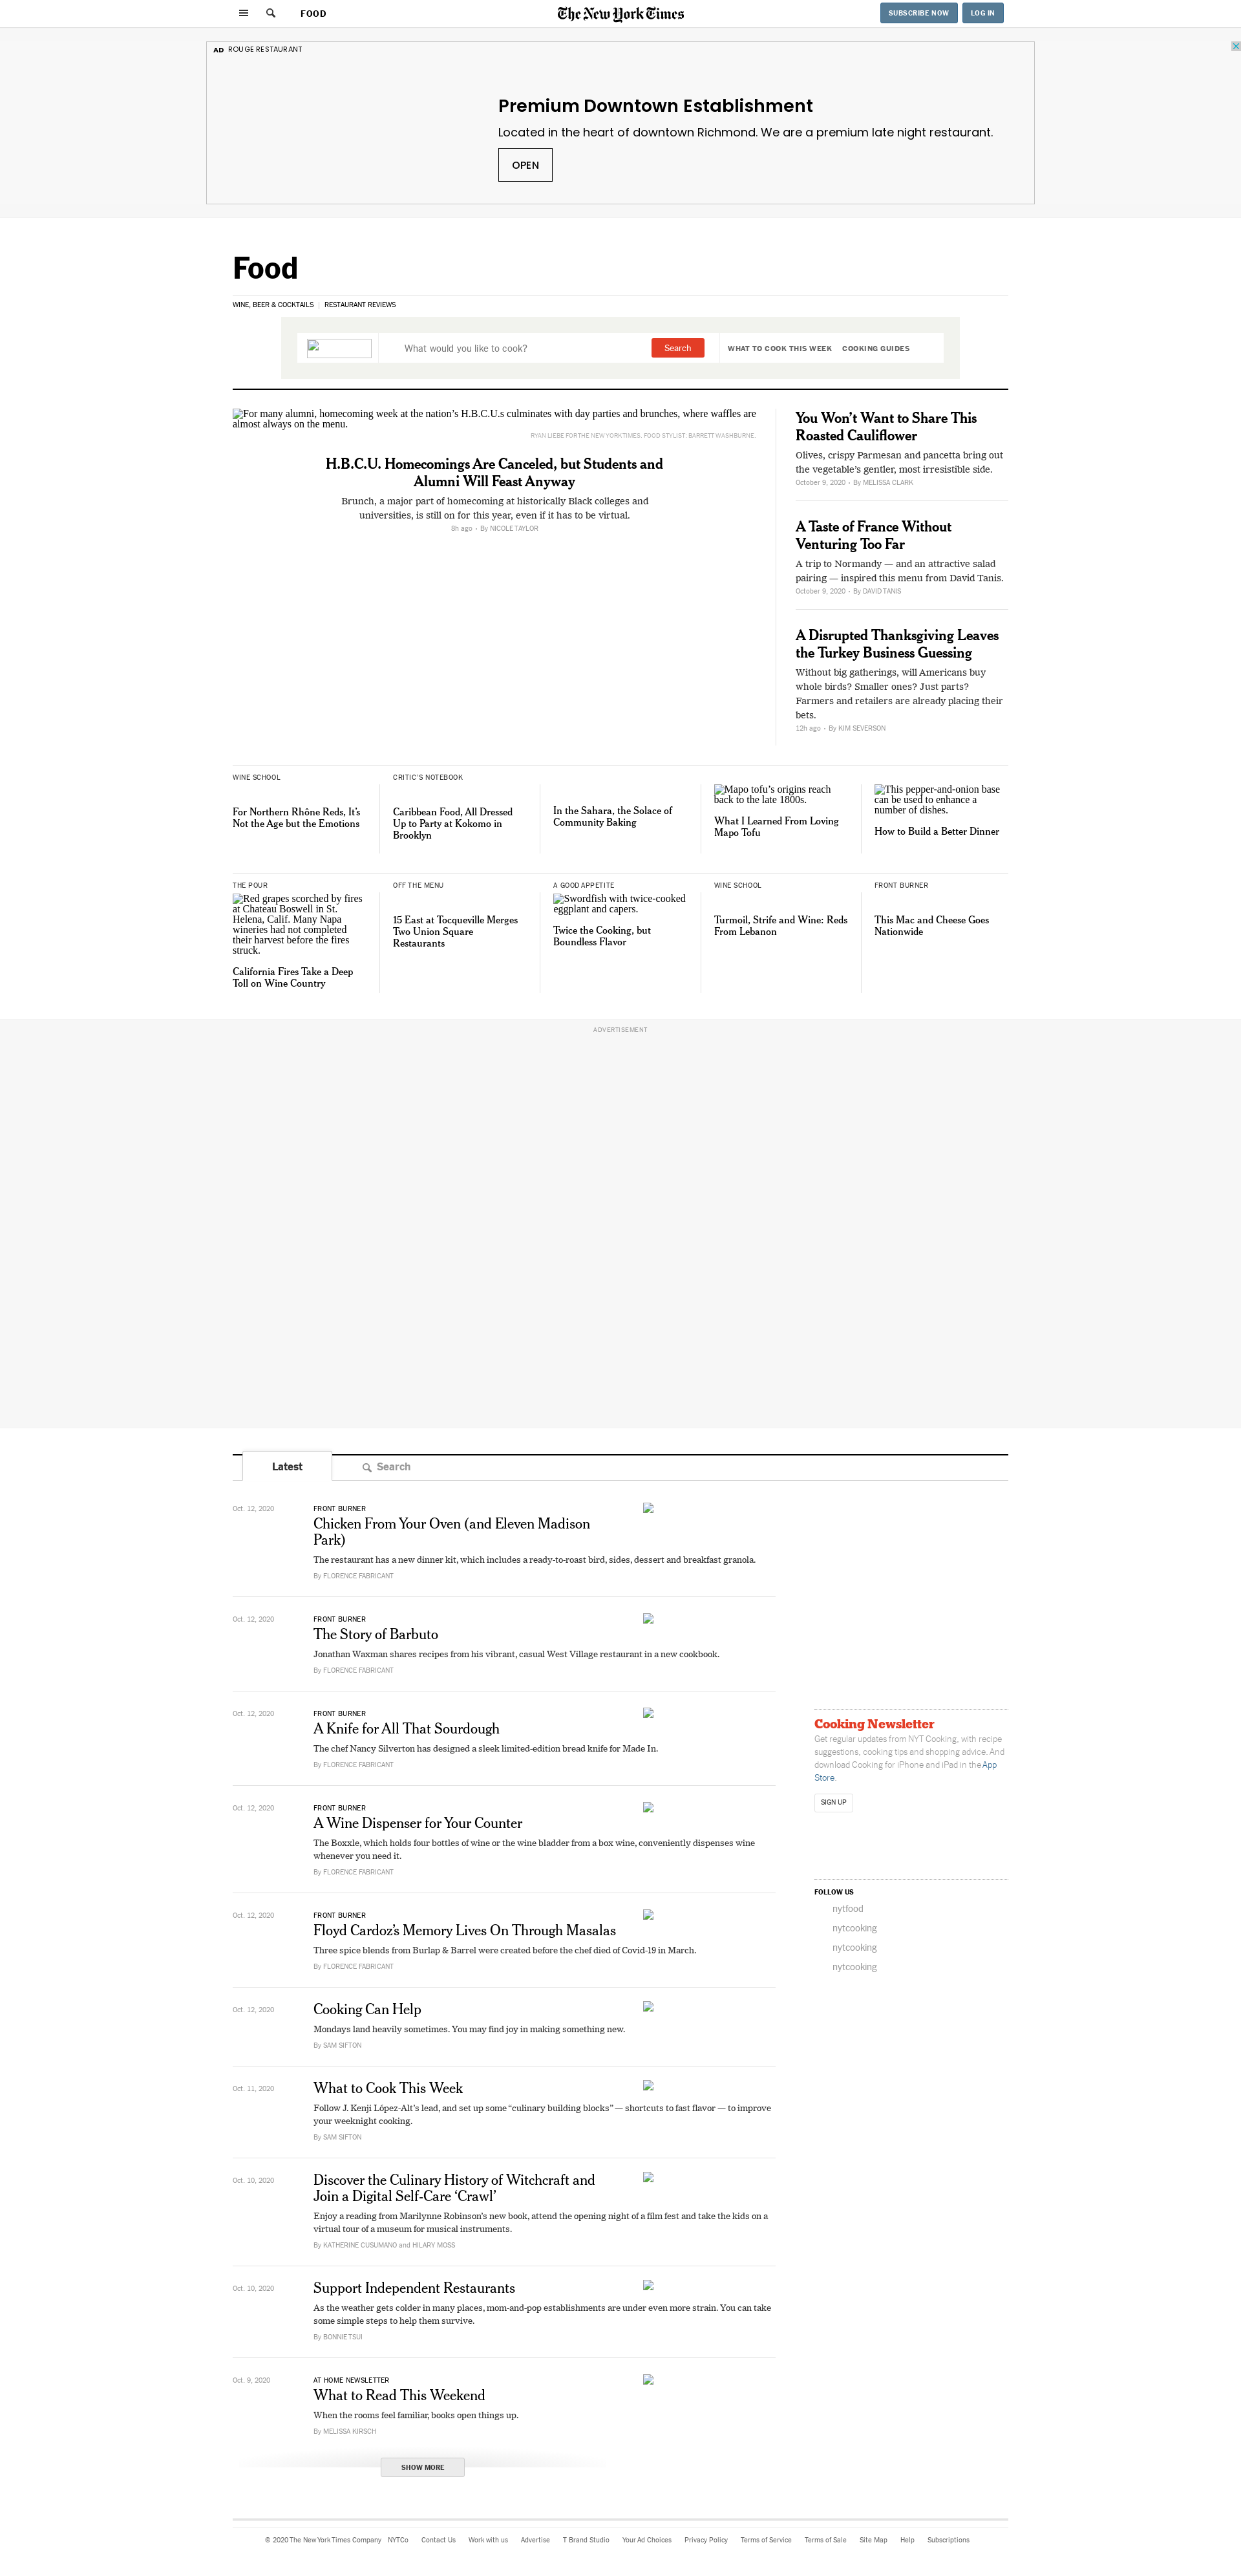 FOOD
The New York Times
SUBSCRIBE NOW
LOG IN
AD ROUGE RESTAURANT
Premium Downtown Establishment
Located in the heart of downtown Richmond. We are a premium late night restaurant.
OPEN
Food
WINE, BEER & COCKTAILS | RESTAURANT REVIEWS
What would you like to cook?
Search
WHAT TO COOK THIS WEEK
COOKING GUIDES
For many alumni, homecoming week at the nation’s H.B.C.U.s culminates with day parties and brunches, where waffles are
almost always on the menu.
RYAN LIEBE FOR THE NEW YORK TIMES. FOOD STYLIST: BARRETT WASHBURNE.
H.B.C.U. Homecomings Are Canceled, but Students and
Alumni Will Feast Anyway
Brunch, a major part of homecoming at historically Black colleges and
universities, is still on for this year, even if it has to be virtual.
8h ago • By NICOLE TAYLOR
You Won’t Want to Share This
Roasted Cauliflower
Olives, crispy Parmesan and pancetta bring out
the vegetable’s gentler, most irresistible side.
October 9, 2020 • By MELISSA CLARK
A Taste of France Without
Venturing Too Far
A trip to Normandy — and an attractive salad
pairing — inspired this menu from David Tanis.
October 9, 2020 • By DAVID TANIS
A Disrupted Thanksgiving Leaves
the Turkey Business Guessing
Without big gatherings, will Americans buy
whole birds? Smaller ones? Just parts?
Farmers and retailers are already placing their
bets.
12h ago • By KIM SEVERSON
WINE SCHOOL
For Northern Rhône Reds, It’s
Not the Age but the Emotions
CRITIC’S NOTEBOOK
Caribbean Food, All Dressed
Up to Party at Kokomo in
Brooklyn
In the Sahara, the Solace of
Community Baking
Mapo tofu’s origins reach
back to the late 1800s.
What I Learned From Loving
Mapo Tofu
This pepper-and-onion base
can be used to enhance a
number of dishes.
How to Build a Better Dinner
THE POUR
Red grapes scorched by fires
at Chateau Boswell in St.
Helena, Calif. Many Napa
wineries had not completed
their harvest before the fires
struck.
California Fires Take a Deep
Toll on Wine Country
OFF THE MENU
15 East at Tocqueville Merges
Two Union Square
Restaurants
A GOOD APPETITE
Swordfish with twice-cooked
eggplant and capers.
Twice the Cooking, but
Boundless Flavor
WINE SCHOOL
Turmoil, Strife and Wine: Reds
From Lebanon
FRONT BURNER
This Mac and Cheese Goes
Nationwide
ADVERTISEMENT
Latest
Search
Oct. 12, 2020
FRONT BURNER
Chicken From Your Oven (and Eleven Madison
Park)
The restaurant has a new dinner kit, which includes a ready-to-roast bird, sides, dessert and breakfast granola.
By FLORENCE FABRICANT
Oct. 12, 2020
FRONT BURNER
The Story of Barbuto
Jonathan Waxman shares recipes from his vibrant, casual West Village restaurant in a new cookbook.
By FLORENCE FABRICANT
Oct. 12, 2020
FRONT BURNER
A Knife for All That Sourdough
The chef Nancy Silverton has designed a sleek limited-edition bread knife for Made In.
By FLORENCE FABRICANT
Oct. 12, 2020
FRONT BURNER
A Wine Dispenser for Your Counter
The Boxxle, which holds four bottles of wine or the wine bladder from a box wine, conveniently dispenses wine
whenever you need it.
By FLORENCE FABRICANT
Oct. 12, 2020
FRONT BURNER
Floyd Cardoz’s Memory Lives On Through Masalas
Three spice blends from Burlap & Barrel were created before the chef died of Covid-19 in March.
By FLORENCE FABRICANT
Oct. 12, 2020
Cooking Can Help
Mondays land heavily sometimes. You may find joy in making something new.
By SAM SIFTON
Oct. 11, 2020
What to Cook This Week
Follow J. Kenji López-Alt’s lead, and set up some “culinary building blocks” — shortcuts to fast flavor — to improve
your weeknight cooking.
By SAM SIFTON
Oct. 10, 2020
Discover the Culinary History of Witchcraft and
Join a Digital Self-Care ‘Crawl’
Enjoy a reading from Marilynne Robinson’s new book, attend the opening night of a film fest and take the kids on a
virtual tour of a museum for musical instruments.
By KATHERINE CUSUMANO and HILARY MOSS
Oct. 10, 2020
Support Independent Restaurants
As the weather gets colder in many places, mom-and-pop establishments are under even more strain. You can take
some simple steps to help them survive.
By BONNIE TSUI
Oct. 9, 2020
AT HOME NEWSLETTER
What to Read This Weekend
When the rooms feel familiar, books open things up.
By MELISSA KIRSCH
SHOW MORE
Cooking Newsletter
Get regular updates from NYT Cooking, with recipe
suggestions, cooking tips and shopping advice. And
download Cooking for iPhone and iPad in the App
Store.
SIGN UP
FOLLOW US
nytfood
nytcooking
nytcooking
nytcooking
© 2020 The New York Times Company NYTCo Contact Us Work with us Advertise T Brand Studio Your Ad Choices Privacy Policy Terms of Service Terms of Sale Site Map Help Subscriptions